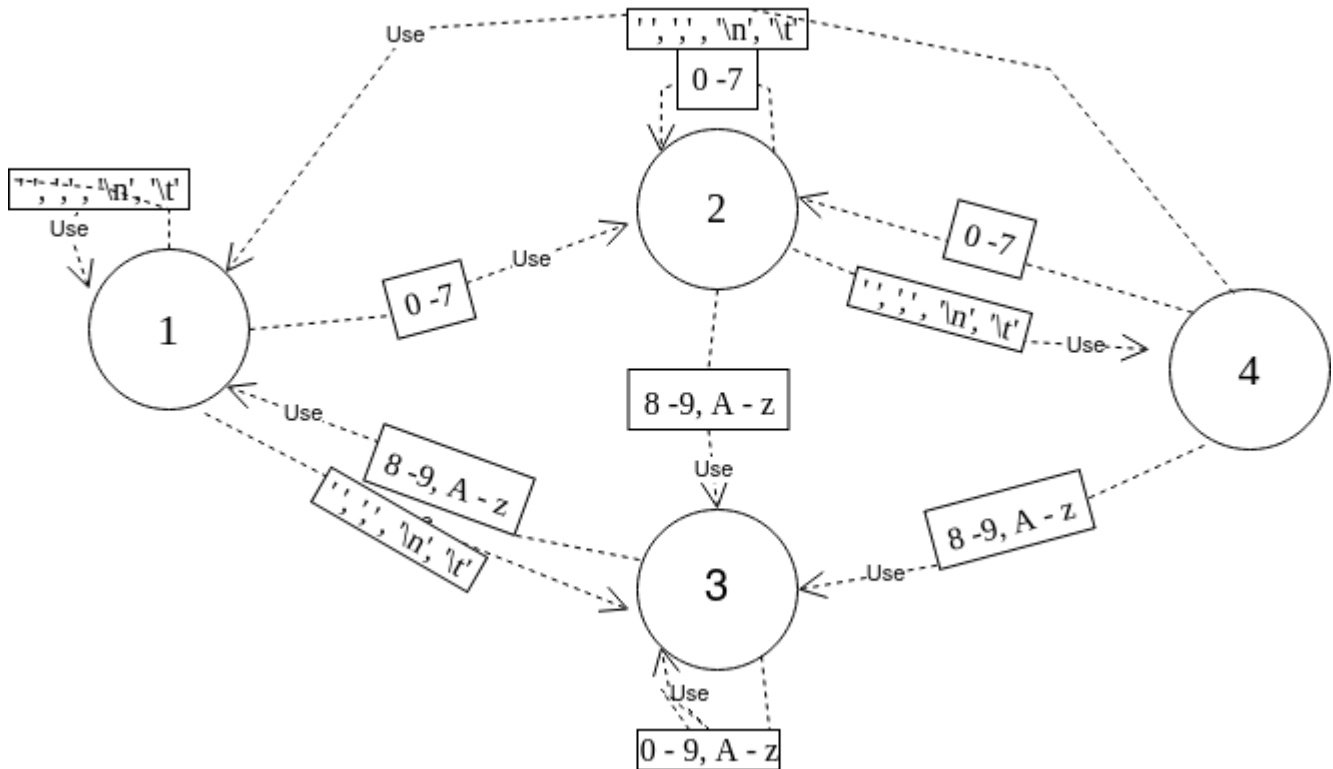 ' ', ',' , '\n', '\t'
Use
0 -7
' ', ',' , '\n', '\t'
Use
2
0 -7
Use
0 -7
1
' ', ',' , '\n', '\t'
Use
4
8 -9, A - z
Use
Use
8 -9, A - z
' ', ',' , '\n', '\t'
8 -9, A - z
Use
3
Use
0 - 9, A - z